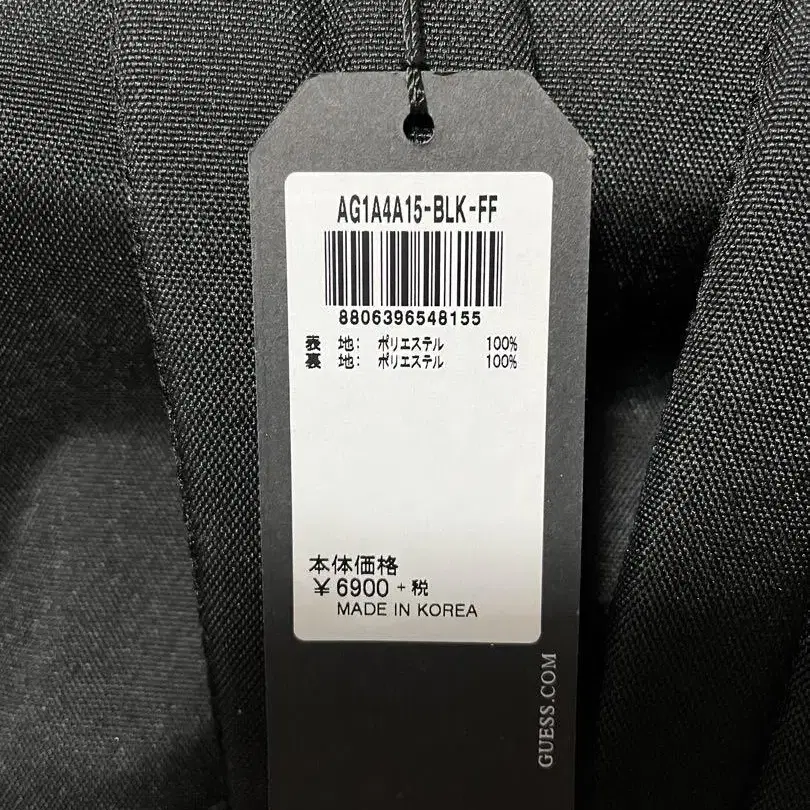 AG1A4A15-BLK-FF
8806396548155
表 地: ポリエステル 100%
裏 地: ポリエステル 100%
本体価格
¥6900 +税
MADE IN KOREA
GUESS.COM